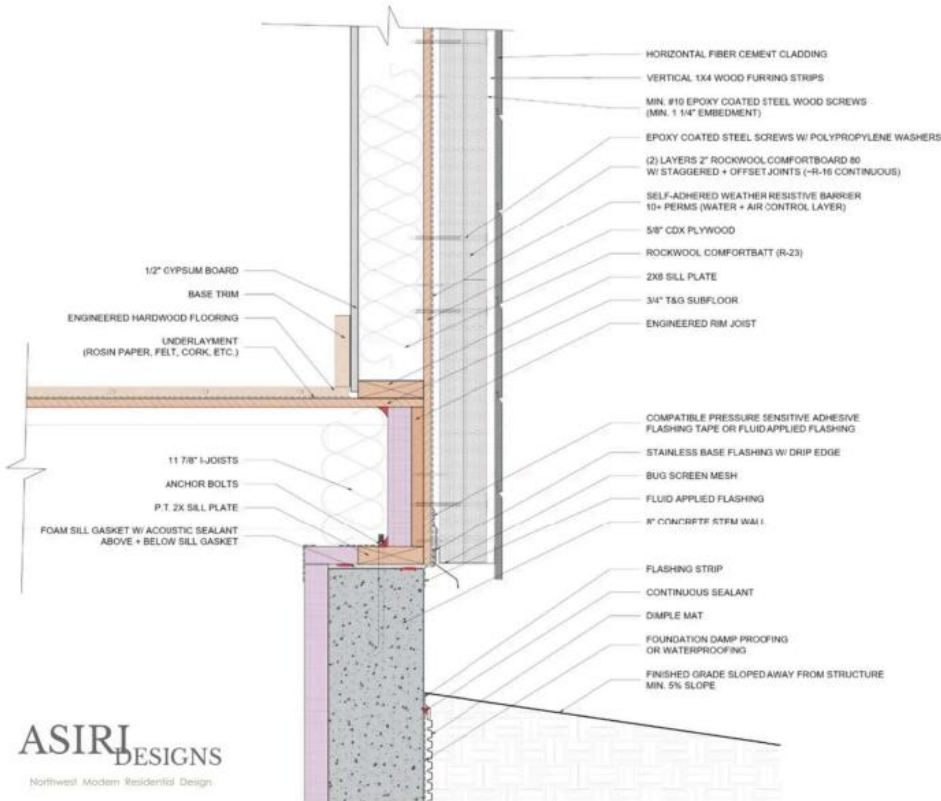 HORIZONTAL FIBER CEMENT CLADDING
VERTICAL 1X4 WOOD FURRING STRIPS
MIN. #10 EPOXY COATED STEEL WOOD SCREWS
(MIN. 1 1/4" EMBEDMENT)
EPOXY COATED STEEL SCREWS W/ POLYPROPYLENE WASHERS
(2) LAYERS 2" ROCKWOOL COMFORTBOARD 80
W/ STAGGERED + OFFSET JOINTS (~R-16 CONTINUOUS)
SELF-ADHERED WEATHER RESISTIVE BARRIER
10+ PERMS (WATER + AIR CONTROL LAYER)
5/8" CDX PLYWOOD
ROCKWOOL COMFORTBATT (R-23)
2X6 SILL PLATE
3/4" T&G SUBFLOOR
ENGINEERED RIM JOIST
1/2" GYPSUM BOARD
BASE TRIM
ENGINEERED HARDWOOD FLOORING
UNDERLAYMENT
(ROSIN PAPER, FELT, CORK, ETC.)
COMPATIBLE PRESSURE SENSITIVE ADHESIVE
FLASHING TAPE OR FLUID APPLIED FLASHING
STAINLESS BASE FLASHING W/ DRIP EDGE
BUG SCREEN MESH
FLUID APPLIED FLASHING
8" CONCRETE STEM WALL
11 7/8" I-JOISTS
ANCHOR BOLTS
P.T. 2X SILL PLATE
FOAM SILL GASKET W/ ACOUSTIC SEALANT
ABOVE + BELOW SILL GASKET
FLASHING STRIP
CONTINUOUS SEALANT
DIMPLE MAT
FOUNDATION DAMP PROOFING
OR WATERPROOFING
FINISHED GRADE SLOPED AWAY FROM STRUCTURE
MIN. 5% SLOPE
ASIRI DESIGNS
Northwest Modern Residential Design